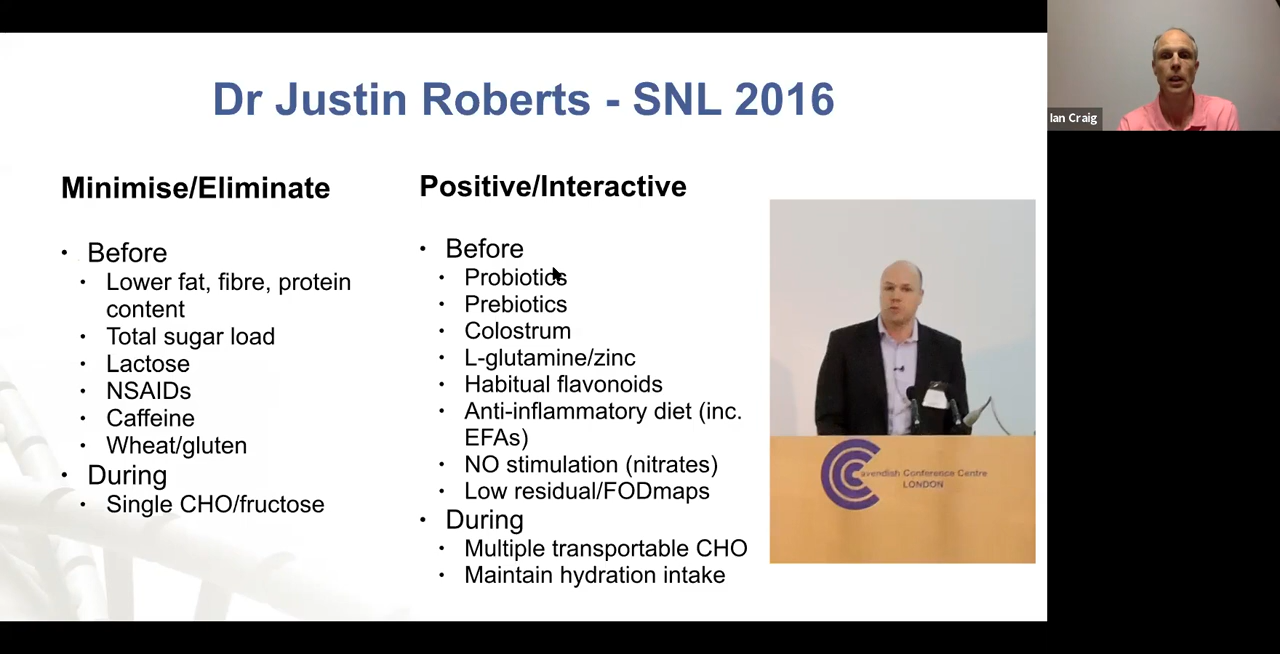 Dr Justin Roberts - SNL 2016
Ian Craig
Minimise/Eliminate
• Before
• Lower fat, fibre, protein
content
• Total sugar load
• Lactose
• NSAIDs
• Caffeine
• Wheat/gluten
• During
• Single CHO/fructose
Positive/Interactive
• Before
• Probiotics
• Prebiotics
• Colostrum
• L-glutamine/zinc
• Habitual flavonoids
• Anti-inflammatory diet (inc.
EFAs)
• NO stimulation (nitrates)
• Low residual/FODmaps
• During
• Multiple transportable CHO
• Maintain hydration intake
Cavendish Conference Centre
LONDON